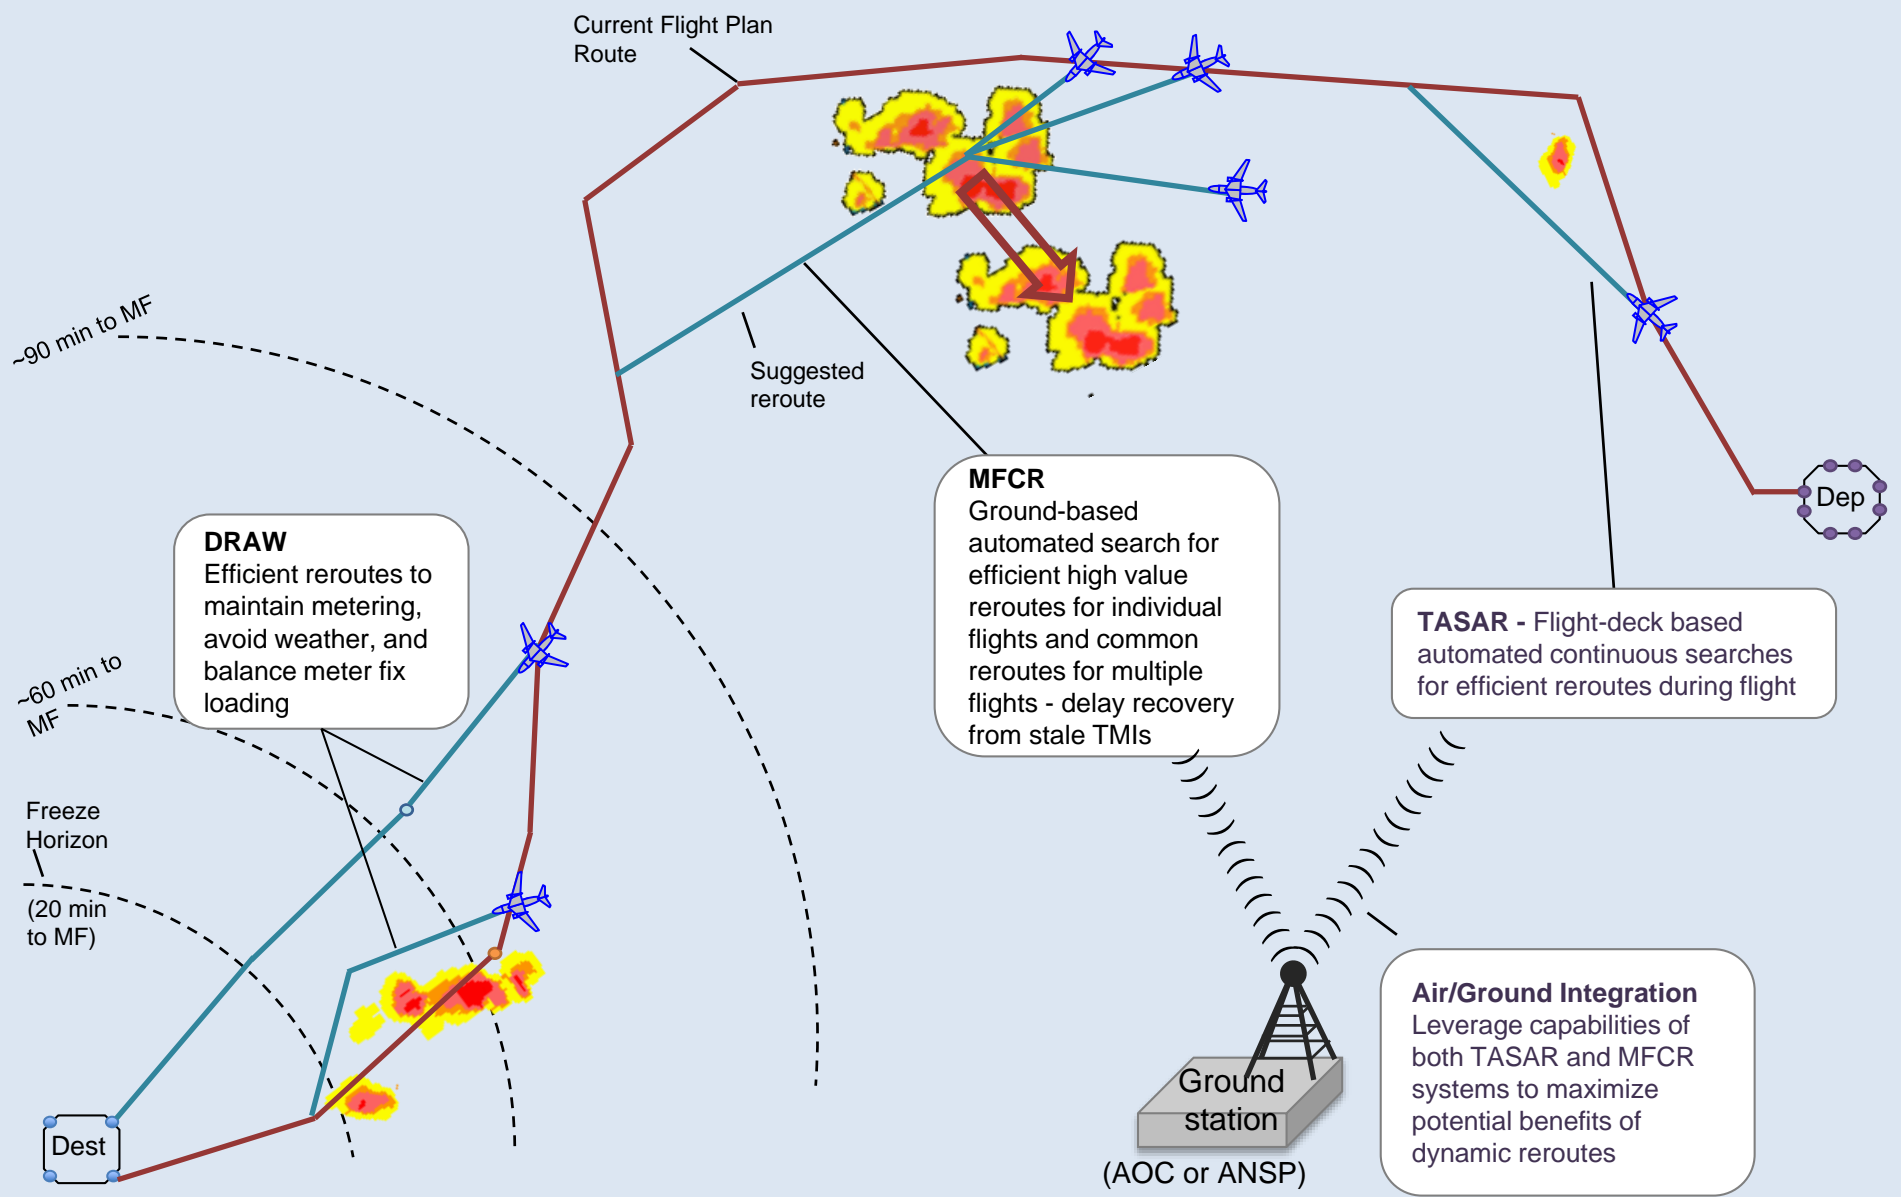 Current Flight Plan
Route
~90 min to MF
Suggested
reroute
MFCR
Ground-based
automated search for
efficient high value
reroutes for individual
flights and common
reroutes for multiple
flights - delay recovery
from stale TMIs
Dep
DRAW
Efficient reroutes to
maintain metering,
avoid weather, and
balance meter fix
loading
TASAR - Flight-deck based
automated continuous searches
for efficient reroutes during flight
~60 min to
MF
Freeze
Horizon
(20 min
to MF)
Air/Ground Integration
Leverage capabilities of
both TASAR and MFCR
systems to maximize
potential benefits of
dynamic reroutes
Ground
station
(AOC or ANSP)
Dest